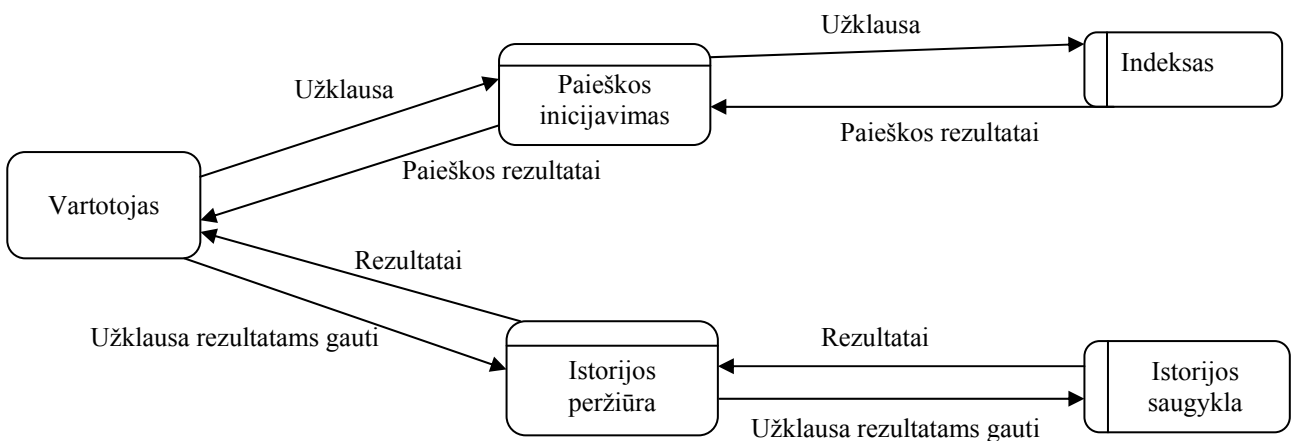 Užklausa
Indeksas
Užklausa
Paieškos
inicijavimas
Paieškos rezultatai
Paieškos rezultatai
Vartotojas
Rezultatai
Užklausa rezultatams gauti
Rezultatai
Istorijos
peržiūra
Istorijos
saugykla
Užklausa rezultatams gauti